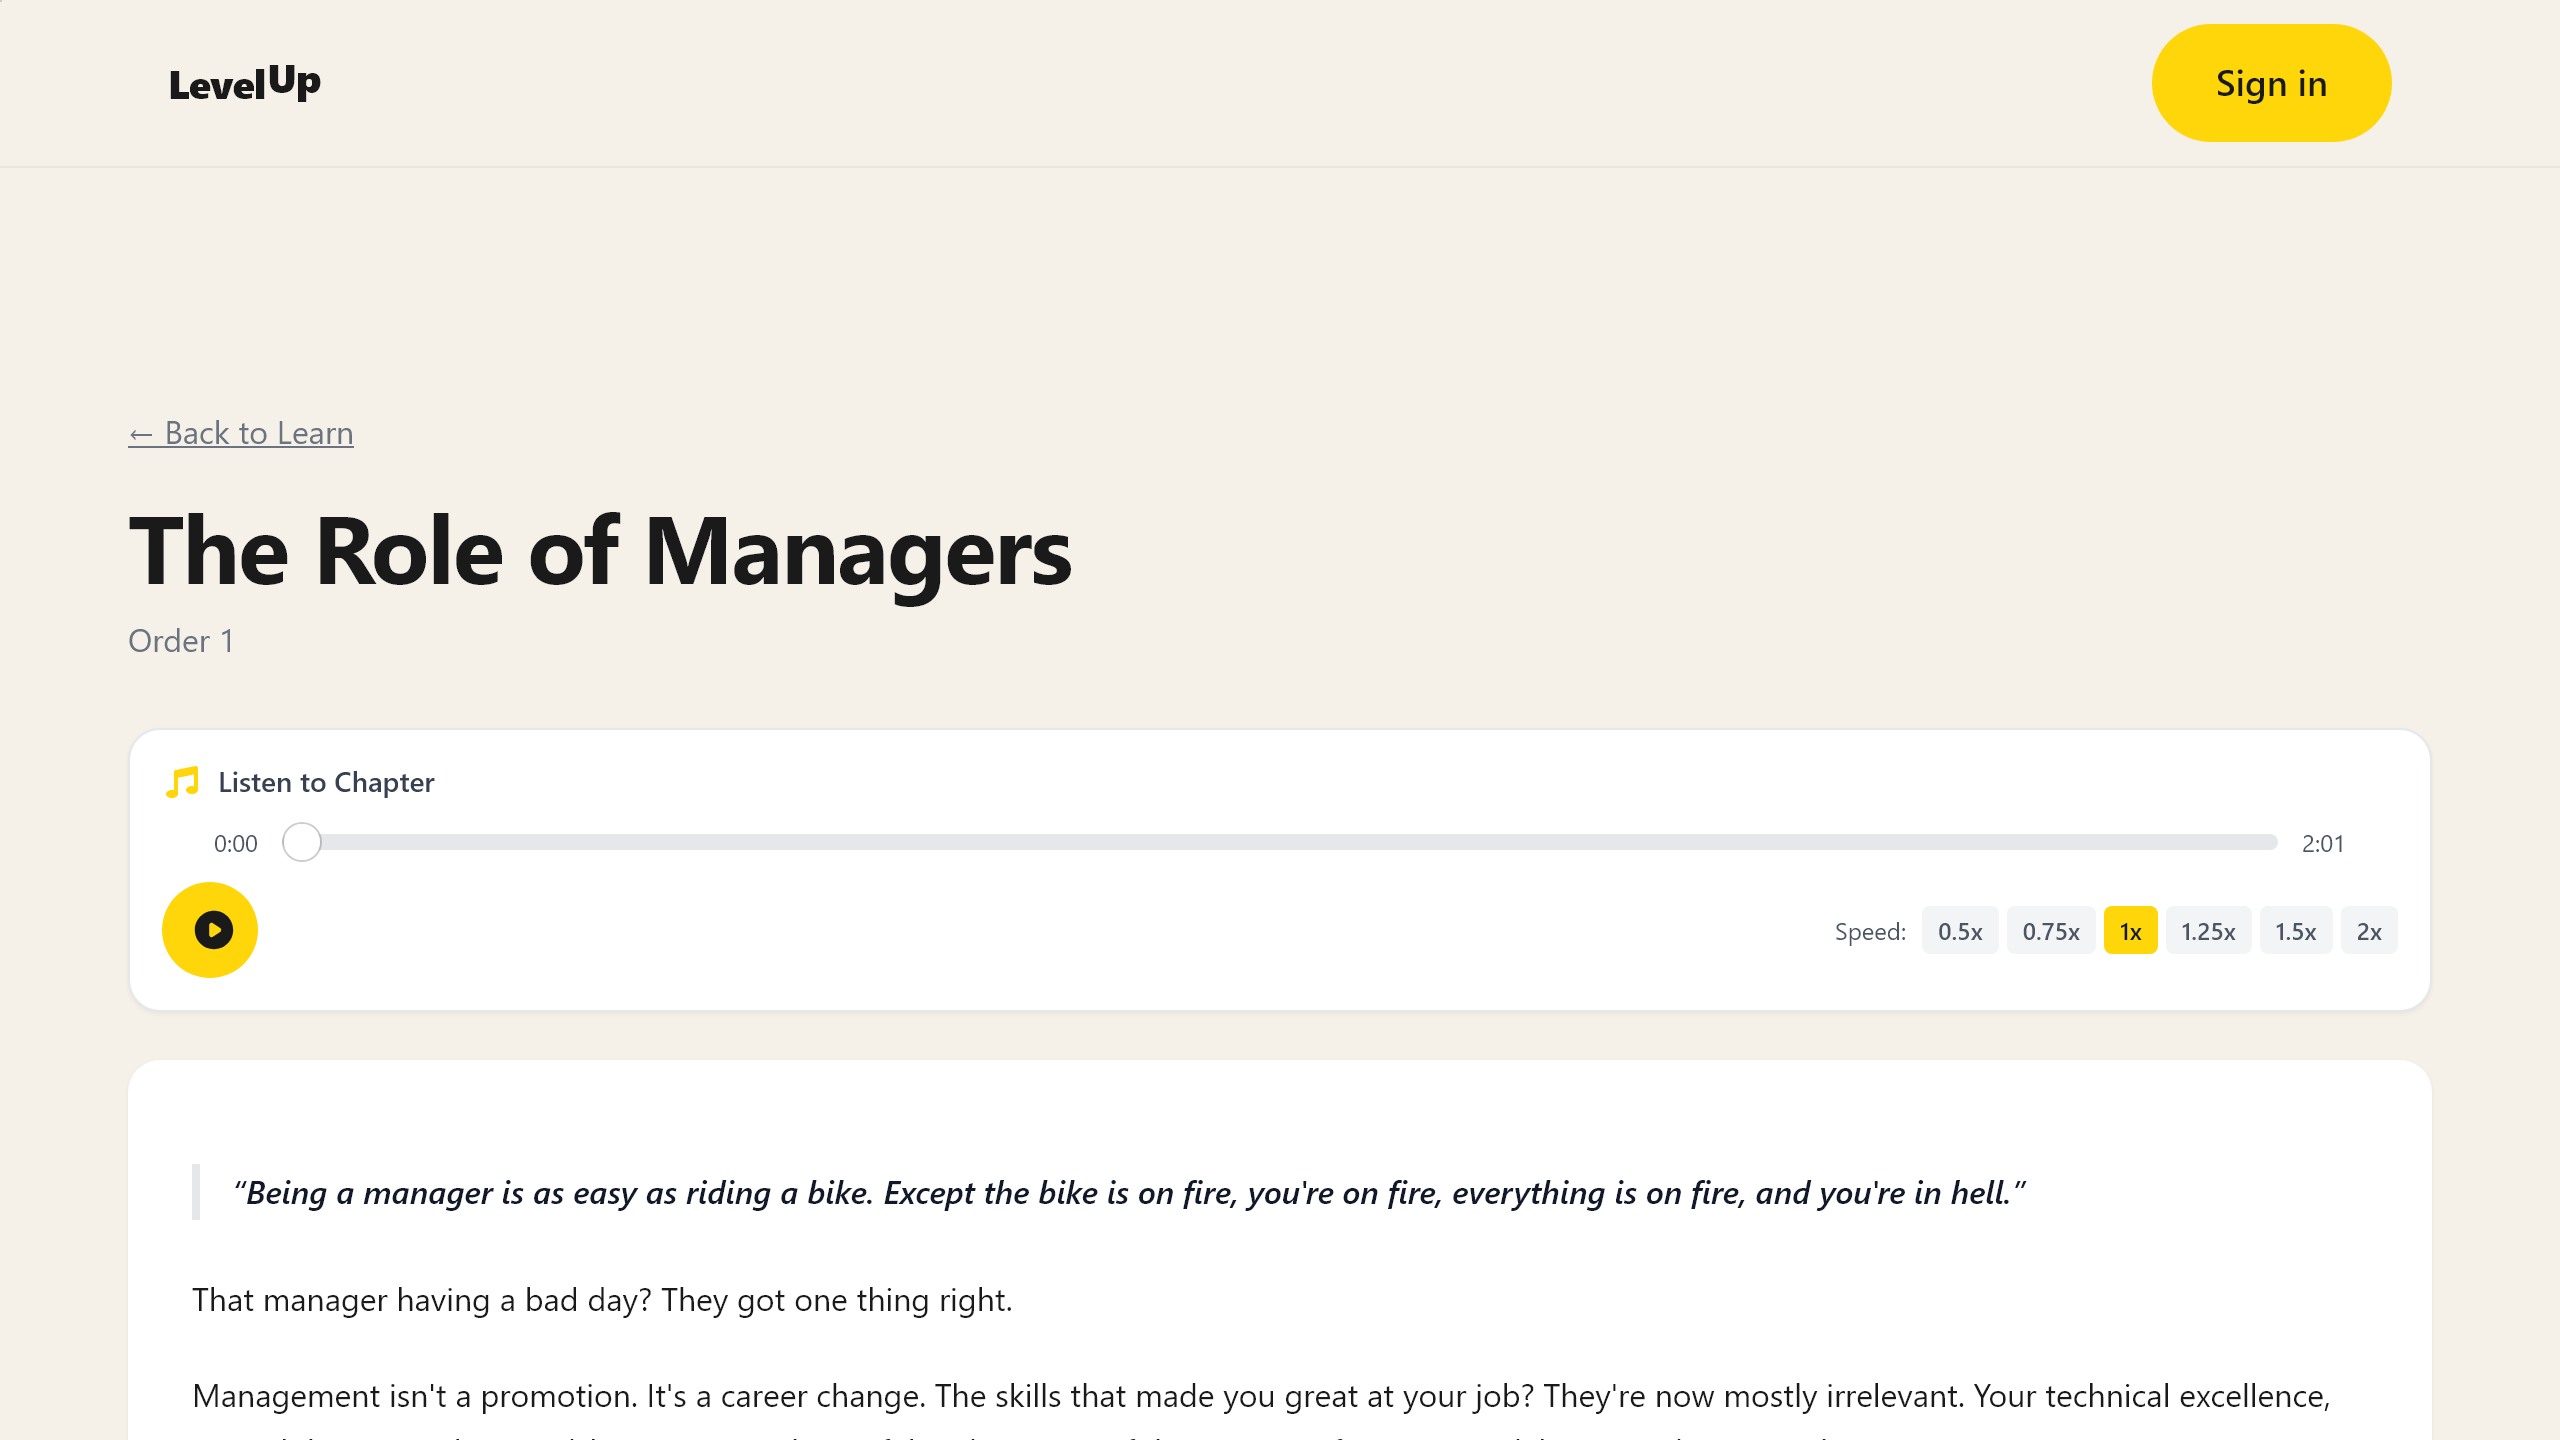 LevelUp
Sign in
← Back to Learn
The Role of Managers
Order 1
Listen to Chapter
0:00
2:01
Speed: 0.5x 0.75x 1x 1.25x 1.5x 2x
“Being a manager is as easy as riding a bike. Except the bike is on fire, you're on fire, everything is on fire, and you're in hell.”
That manager having a bad day? They got one thing right.
Management isn't a promotion. It's a career change. The skills that made you great at your job? They're now mostly irrelevant. Your technical excellence,